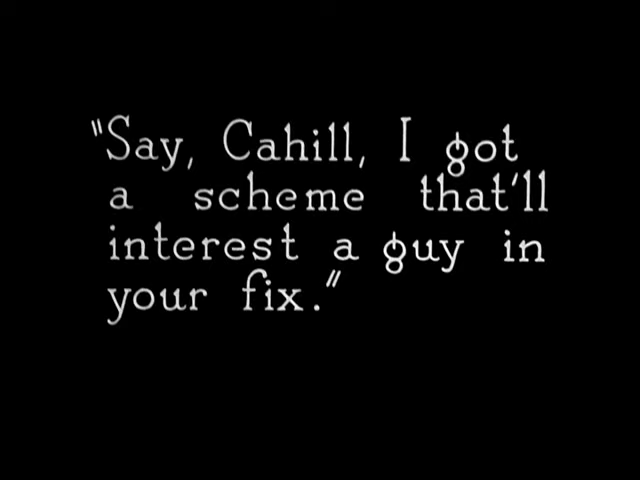 "Say, Cahill, I got
a scheme that'll
interest a guy in
your fix."